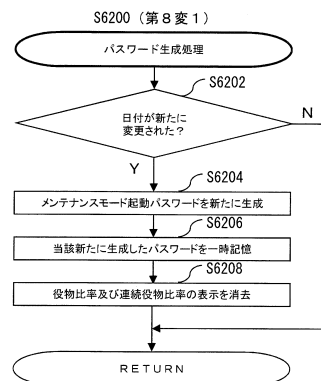 S6200（第８変１）
パスワード生成処理
S6202
日付が新たに
変更された？
N
Y
S6204
メンテナンスモード起動パスワードを新たに生成
S6206
当該新たに生成したパスワードを一時記憶
S6208
役物比率及び連続役物比率の表示を消去
ＲＥＴＵＲＮ